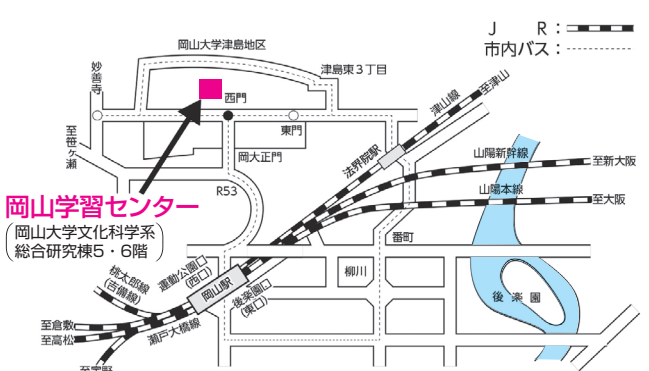 J R：
市内バス：
岡山大学津島地区
津島東3丁目
妙善寺
西門
東門
至笹ヶ瀬
岡大正門
法界院駅
津山線
至津山
山陽新幹線
至新大阪
山陽本線
至大阪
R53
岡山学習センター
岡山大学文化科学系
総合研究棟5・6階
番町
柳川
後楽園
運動公園口
(西口)
岡山駅
後楽園口
(東口)
桃太郎線
(吉備線)
瀬戸大橋線
至倉敷
至高松
至宇野